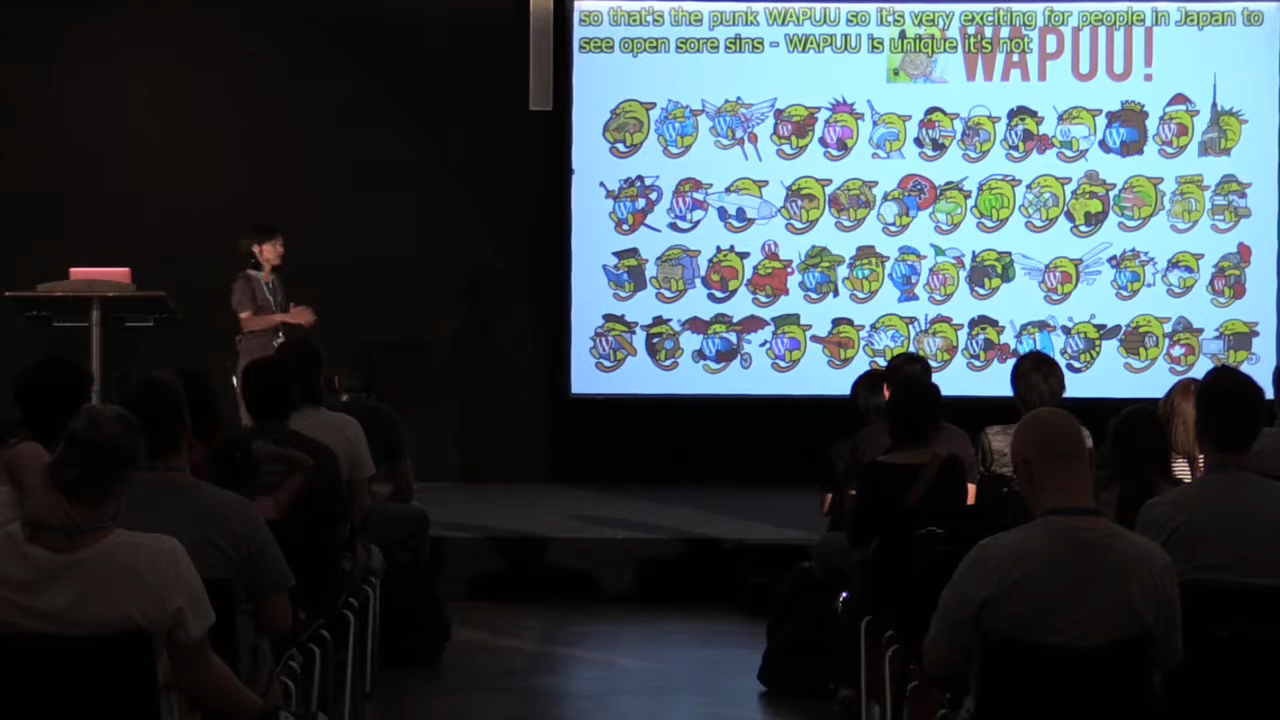 so that's the punk WAPUU so it's very exciting for people in Japan to
see open sore sins - WAPUU is unique it's not
WAPUU!